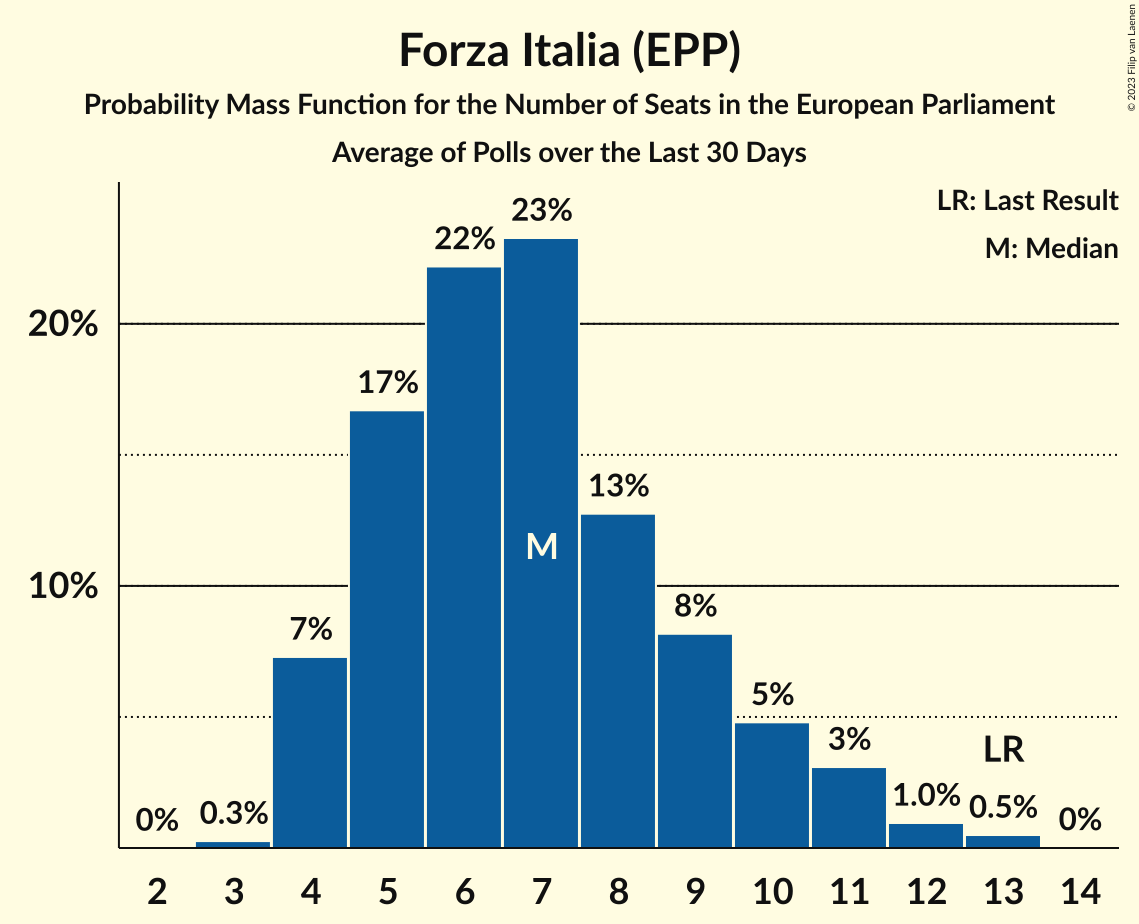 Forza Italia (EPP)
Probability Mass Function for the Number of Seats in the European Parliament
Average of Polls over the Last 30 Days
© 2023 Filip van Laenen
LR: Last Result
M: Median
23%
22%
20%
17%
13%
M
10%
8%
7%
5%
3%
LR
1.0%
0.5%
0.3%
0%
0%
2 3 4 5 6 7 8 9 10 11 12 13 14